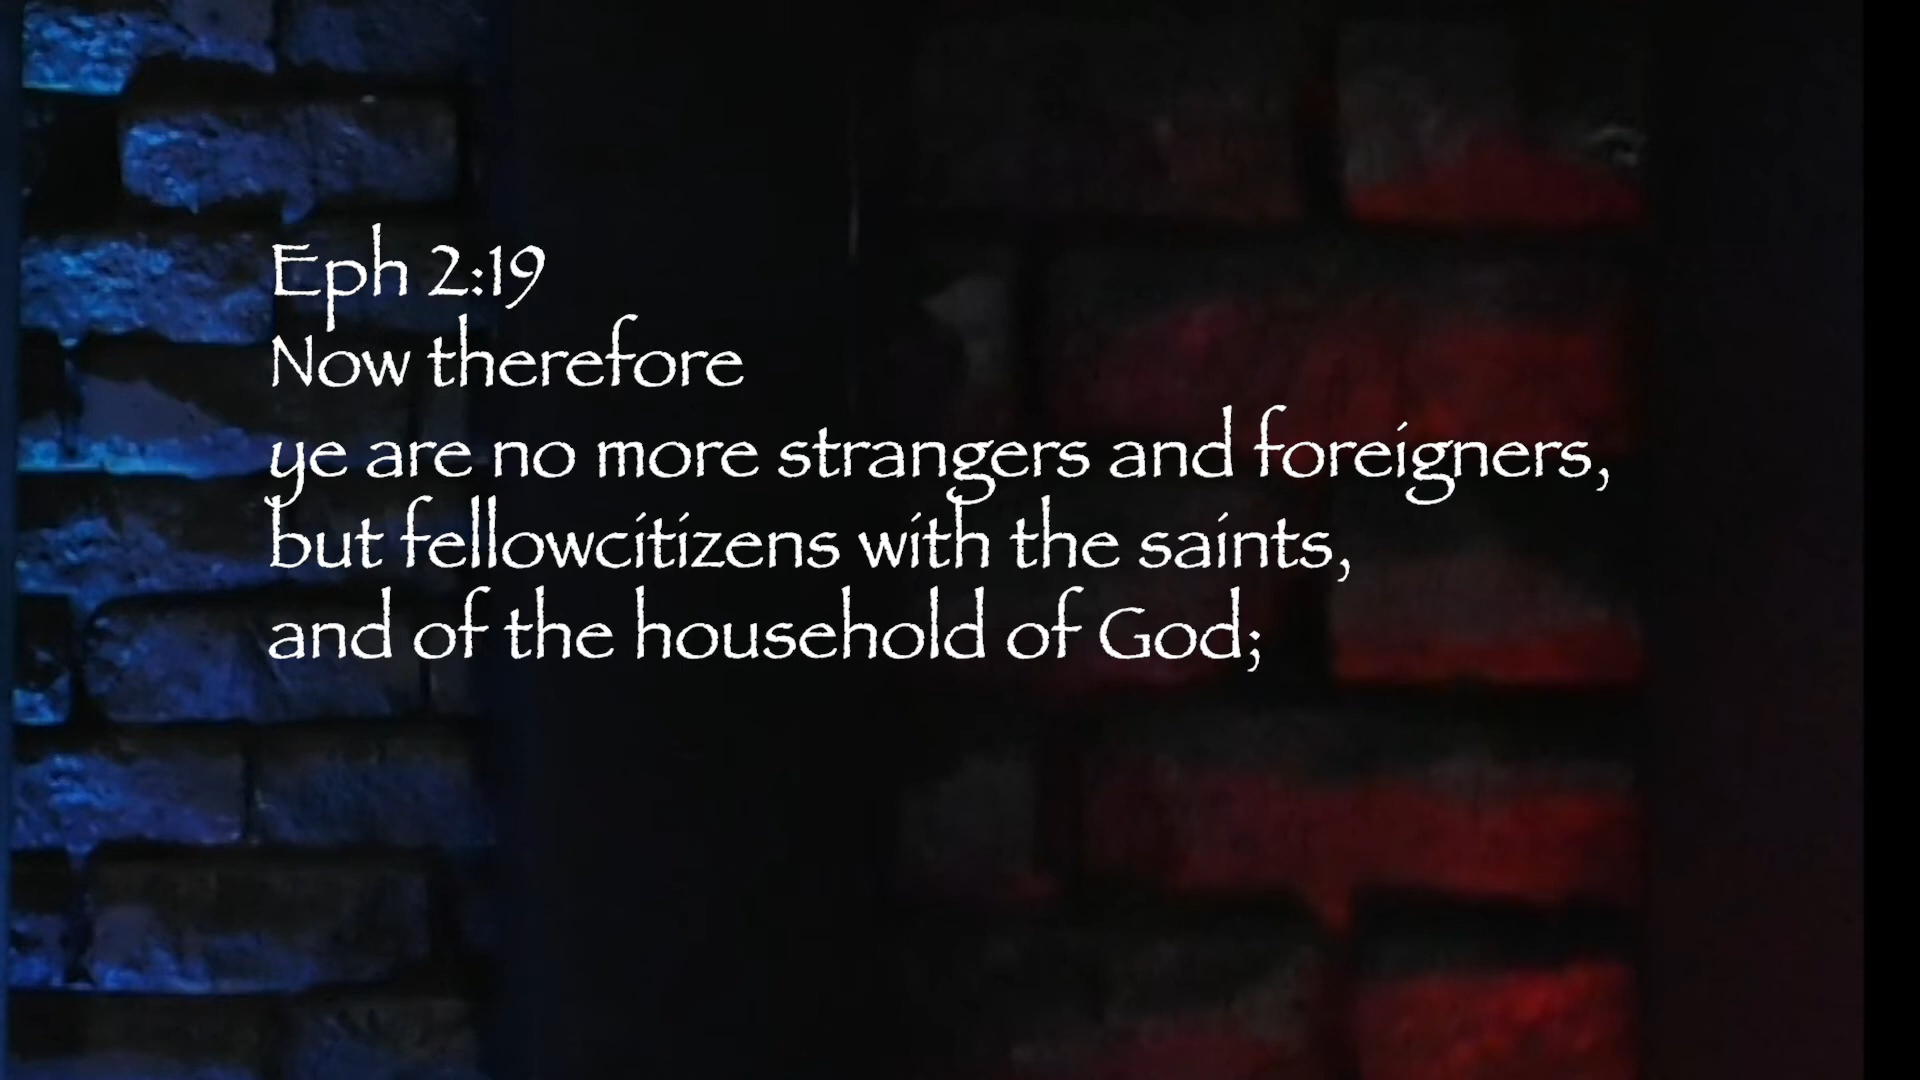 Eph 2:19
Now therefore
ye are no more strangers and foreigners,
but fellowcitizens with the saints,
and of the household of God;